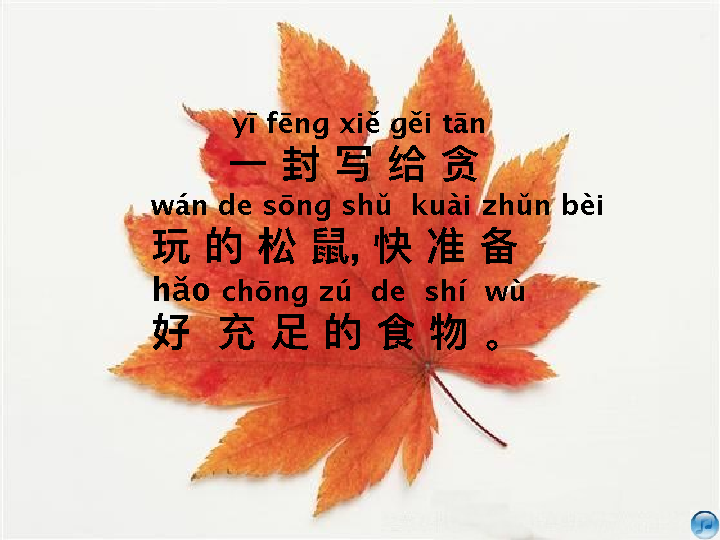 yī fēng xiě gěi tān
一 封 写 给 贪
wán de sōng shǔ kuài zhǔn bèi
玩 的 松 鼠, 快 准 备
hǎo chōng zú de shí wù
好 充 足 的 食 物 。